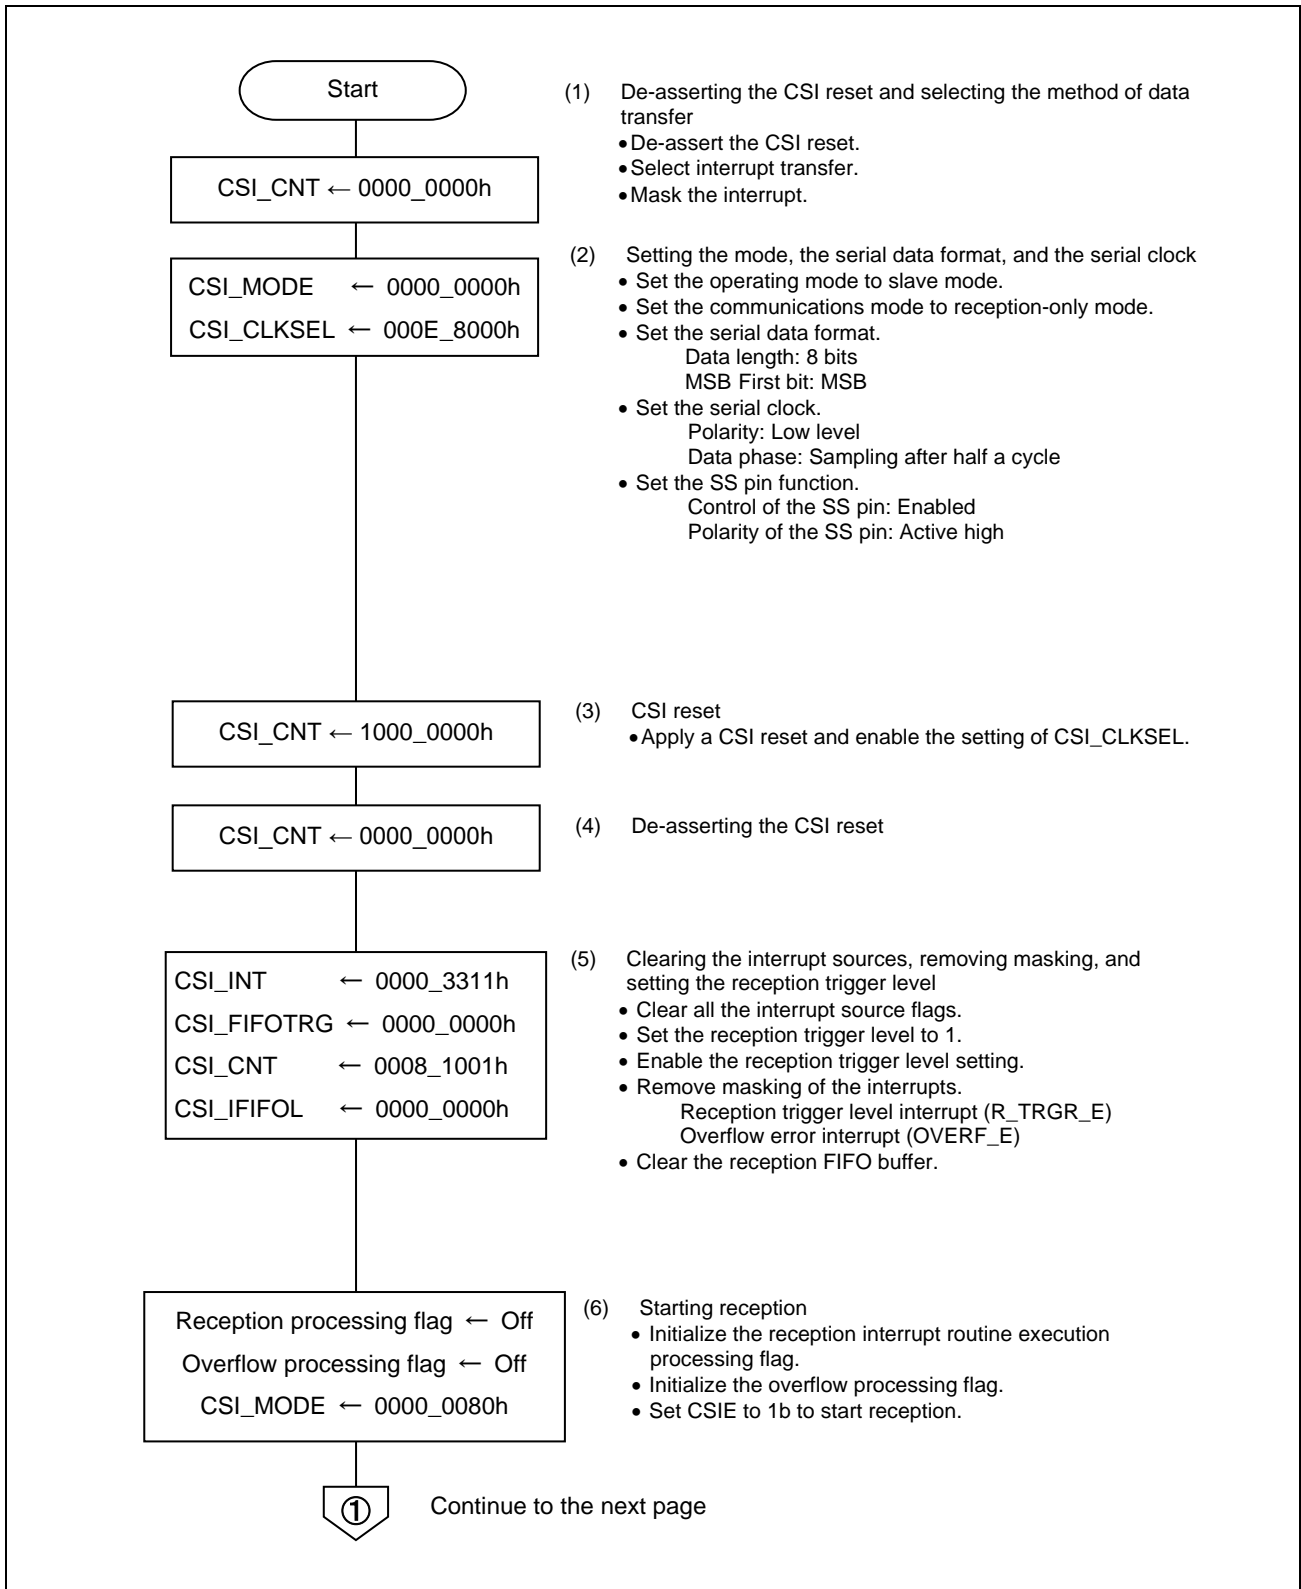 Start
(1) De-asserting the CSI reset and selecting the method of data
transfer
•De-assert the CSI reset.
•Select interrupt transfer.
•Mask the interrupt.
CSI_CNT ← 0000_0000h
(2) Setting the mode, the serial data format, and the serial clock
• Set the operating mode to slave mode.
• Set the communications mode to reception-only mode.
• Set the serial data format.
Data length: 8 bits
MSB First bit: MSB
• Set the serial clock.
Polarity: Low level
Data phase: Sampling after half a cycle
• Set the SS pin function.
Control of the SS pin: Enabled
Polarity of the SS pin: Active high
CSI_MODE ← 0000_0000h
CSI_CLKSEL ← 000E_8000h
CSI_CNT ← 1000_0000h
(3) CSI reset
•Apply a CSI reset and enable the setting of CSI_CLKSEL.
CSI_CNT ← 0000_0000h
(4) De-asserting the CSI reset
CSI_INT ← 0000_3311h
CSI_FIFOTRG ← 0000_0000h
CSI_CNT ← 0008_1001h
CSI_IFIFOL ← 0000_0000h
(5) Clearing the interrupt sources, removing masking, and
setting the reception trigger level
• Clear all the interrupt source flags.
• Set the reception trigger level to 1.
• Enable the reception trigger level setting.
• Remove masking of the interrupts.
Reception trigger level interrupt (R_TRGR_E)
Overflow error interrupt (OVERF_E)
• Clear the reception FIFO buffer.
Reception processing flag ← Off
Overflow processing flag ← Off
CSI_MODE ← 0000_0080h
(6) Starting reception
• Initialize the reception interrupt routine execution
processing flag.
• Initialize the overflow processing flag.
• Set CSIE to 1b to start reception.
①
Continue to the next page